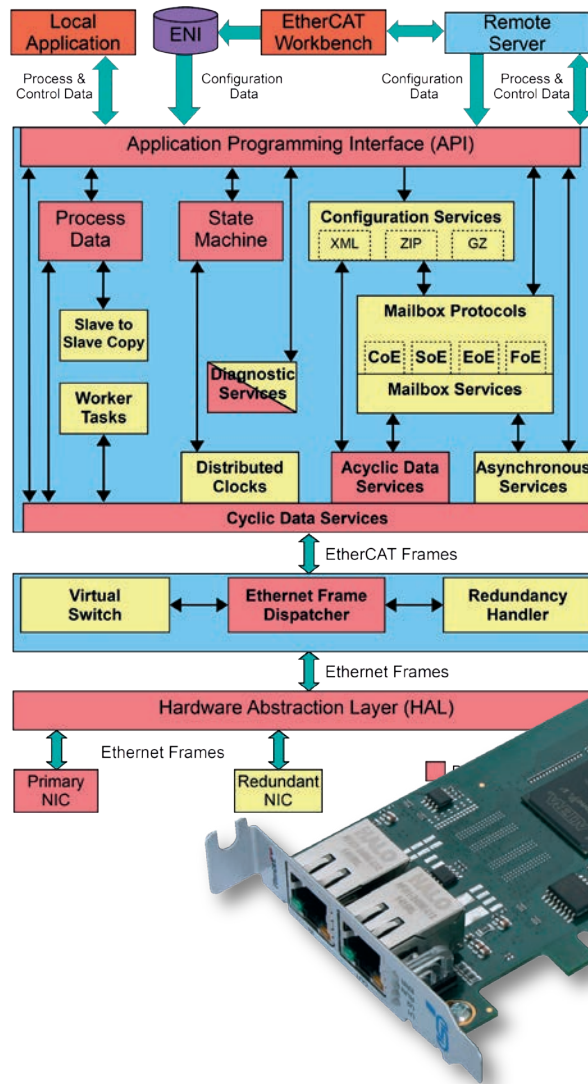 Local
Application
ENI
EtherCAT
Workbench
Remote
Server
Process &
Control Data
Configuration
Data
Configuration
Data
Process &
Control Data
Application Programming Interface (API)
Process
Data
State
Machine
Configuration Services
XML
ZIP
GZ
Slave to
Slave Copy
Mailbox Protocols
CoE
SoE
EoE
FoE
Mailbox Services
Diagnostic
Services
Worker
Tasks
Distributed
Clocks
Acyclic Data
Services
Asynchronous
Services
Cyclic Data Services
EtherCAT Frames
Virtual
Switch
Ethernet Frame
Dispatcher
Redundancy
Handler
Ethernet Frames
Hardware Abstraction Layer (HAL)
Ethernet Frames
Primary
NIC
Redundant
NIC
HALO
HALO